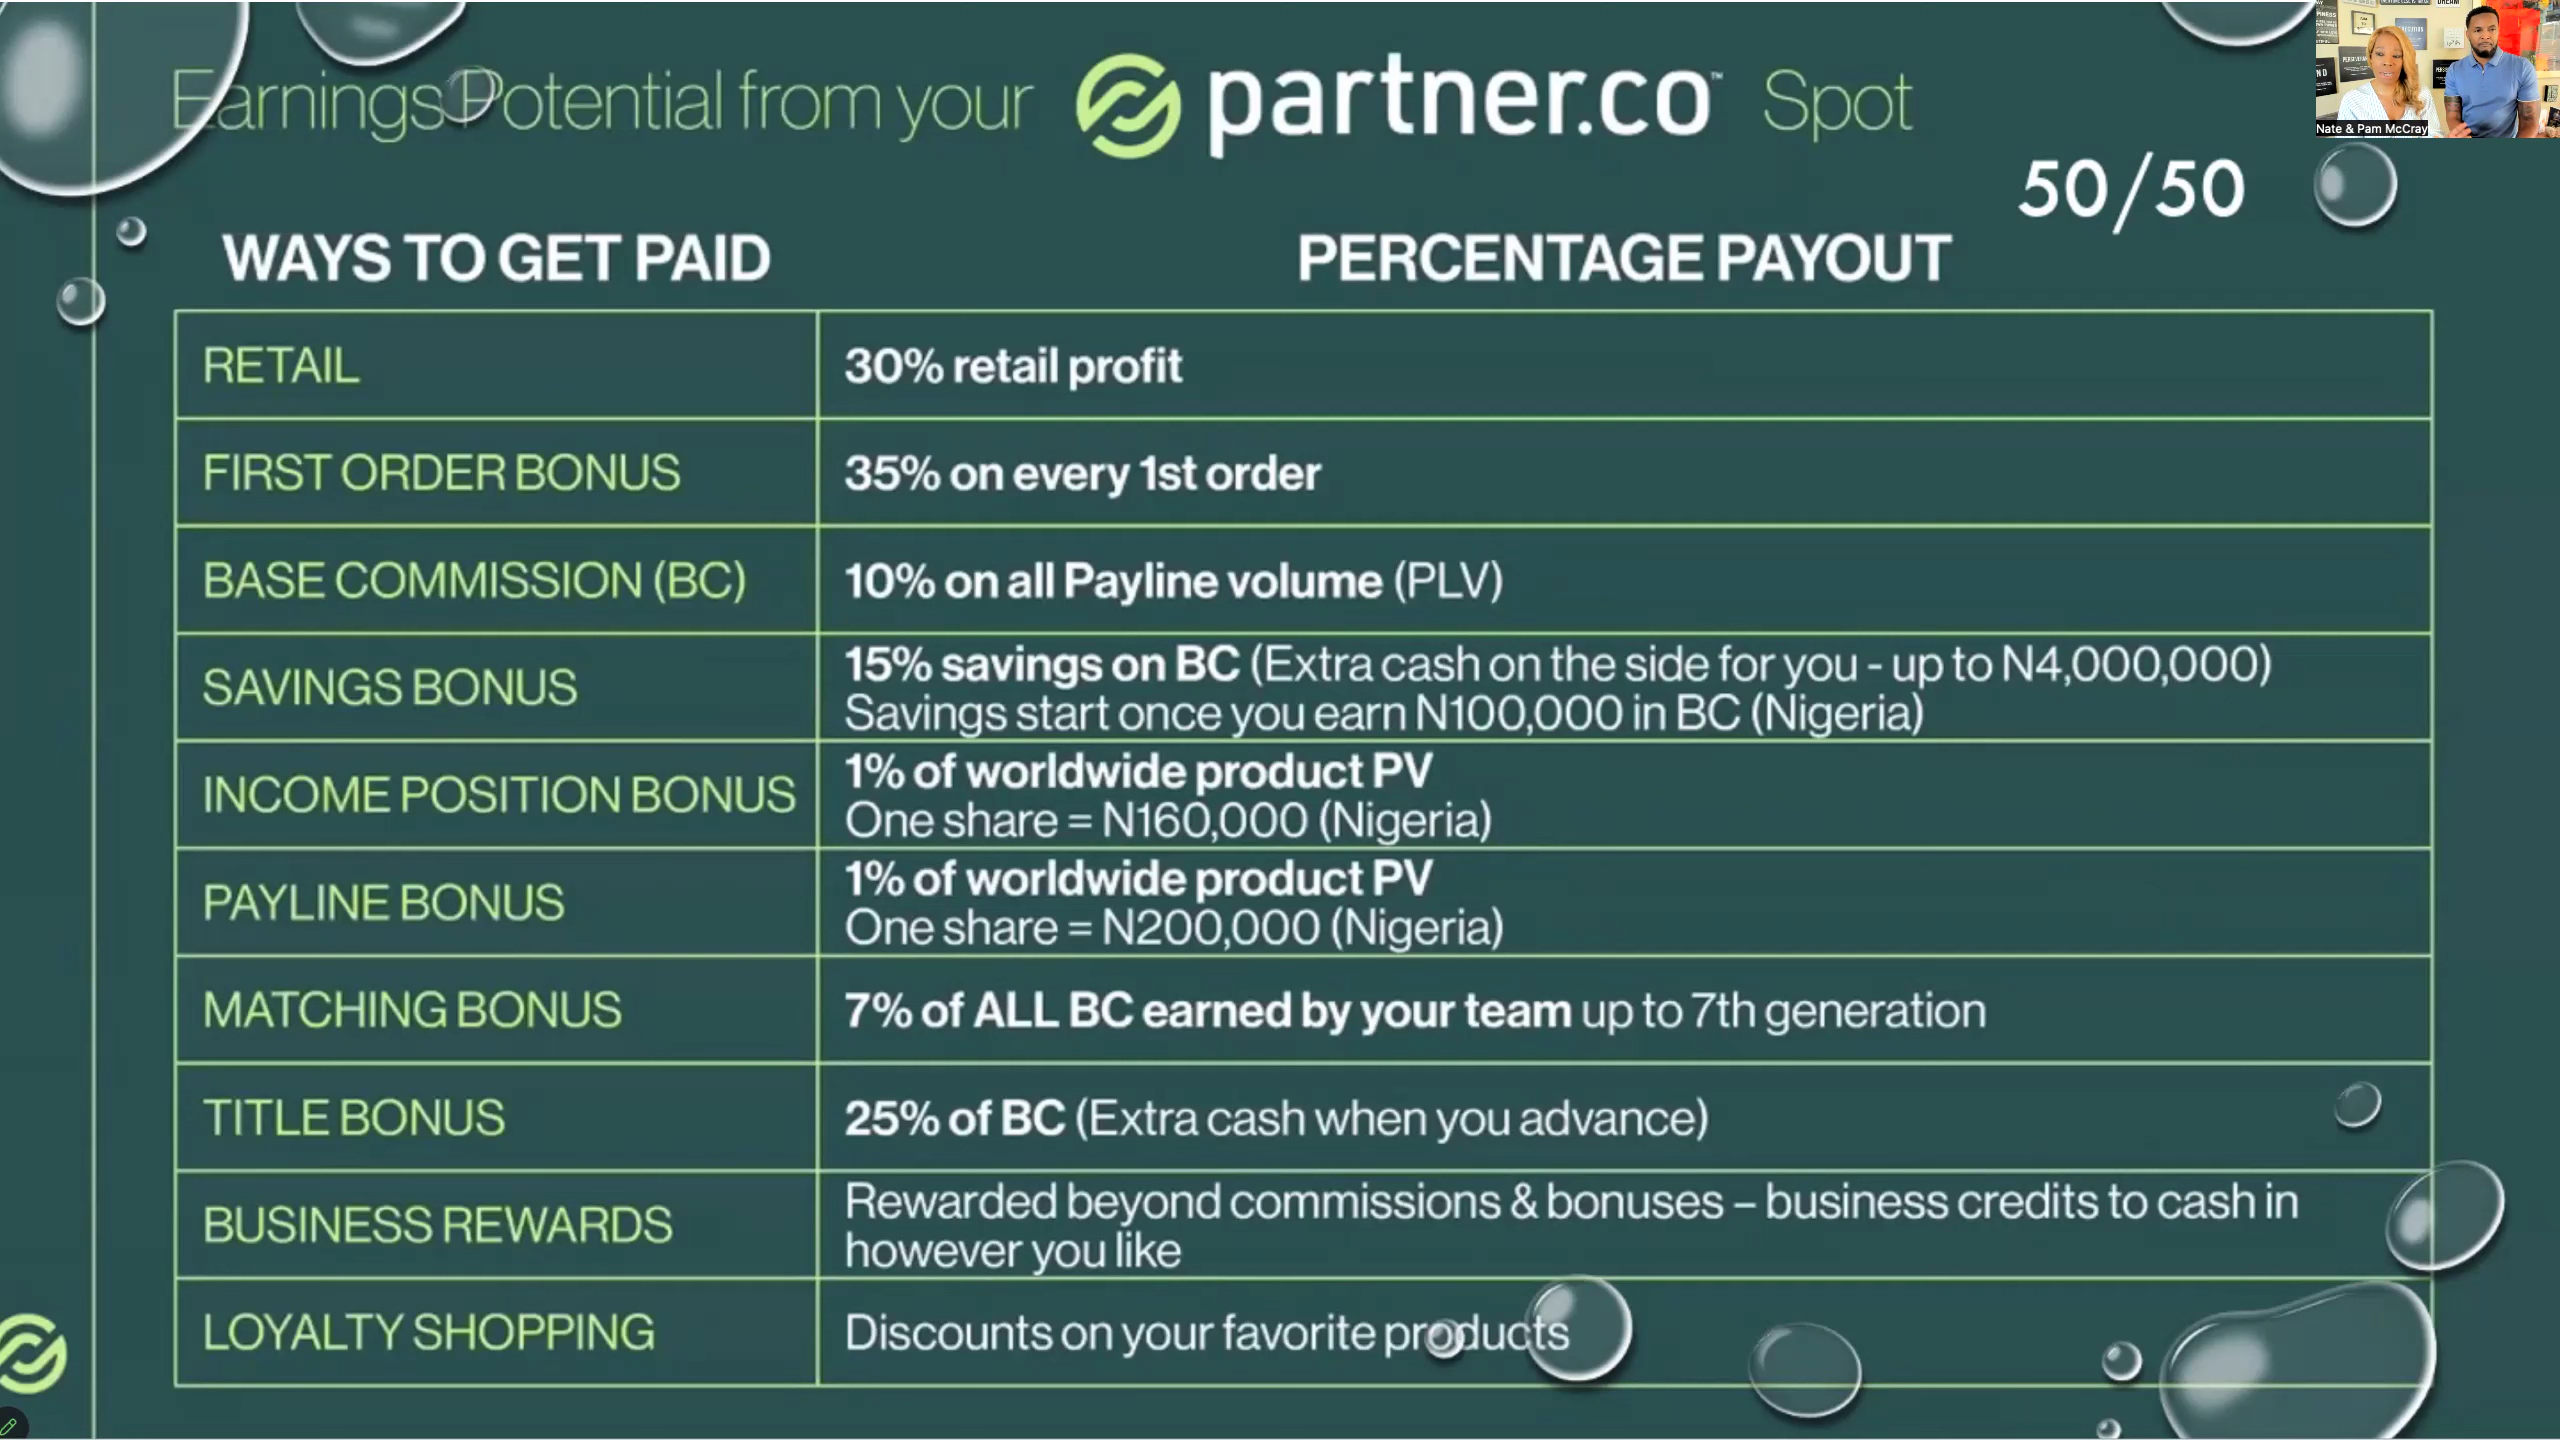 Earnings Potential from your partner.co™ Spot
Nate & Pam McCray
50/50
WAYS TO GET PAID
PERCENTAGE PAYOUT
RETAIL
30% retail profit
FIRST ORDER BONUS
35% on every 1st order
BASE COMMISSION (BC)
10% on all Payline volume (PLV)
SAVINGS BONUS
15% savings on BC (Extra cash on the side for you - up to N4,000,000)
Savings start once you earn N100,000 in BC (Nigeria)
INCOME POSITION BONUS
1% of worldwide product PV
One share = N160,000 (Nigeria)
PAYLINE BONUS
1% of worldwide product PV
One share = N200,000 (Nigeria)
MATCHING BONUS
7% of ALL BC earned by your team up to 7th generation
TITLE BONUS
25% of BC (Extra cash when you advance)
BUSINESS REWARDS
Rewarded beyond commissions & bonuses – business credits to cash in
however you like
LOYALTY SHOPPING
Discounts on your favorite products